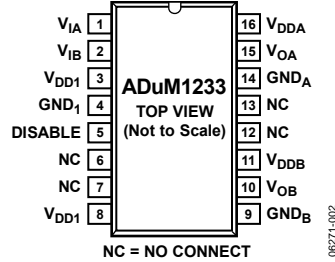 V_IA 1
V_IB 2
V_DD1 3
GND_1 4
DISABLE 5
NC 6
NC 7
V_DD1 8
ADuM1233
TOP VIEW
(Not to Scale)
16 V_DDA
15 V_OA
14 GND_A
13 NC
12 NC
11 V_DDB
10 V_OB
9 GND_B
NC = NO CONNECT
06271-002